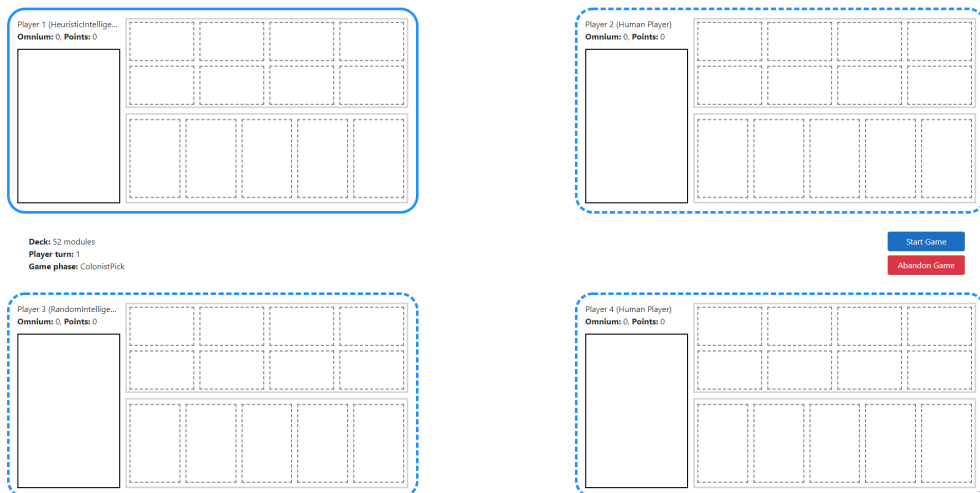 Player 1 (HeuristicIntellige...
Omnium: 0, Points: 0
Player 2 (Human Player)
Omnium: 0, Points: 0
Deck: 52 modules
Player turn: 1
Game phase: ColonistPick
Start Game
Abandon Game
Player 3 (RandomIntellige...
Omnium: 0, Points: 0
Player 4 (Human Player)
Omnium: 0, Points: 0